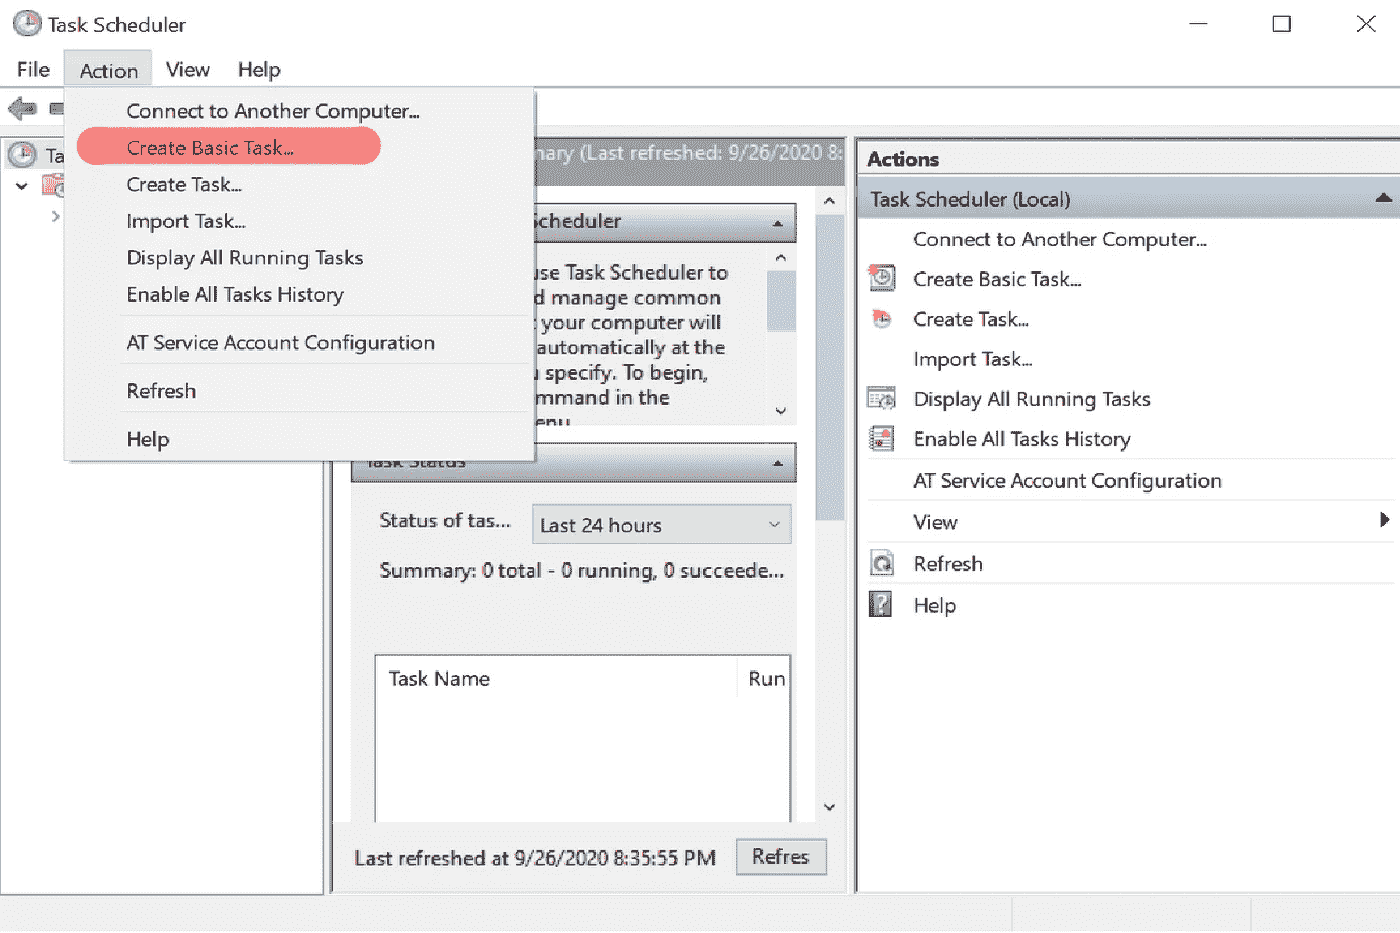 Task Scheduler
File Action View Help
Connect to Another Computer...
Create Basic Task...
Create Task...
Import Task...
Display All Running Tasks
Enable All Tasks History
AT Service Account Configuration
Refresh
Help
Ta
nary (Last refreshed: 9/26/2020 8:
Scheduler
use Task Scheduler to
d manage common
your computer will
automatically at the
u specify. To begin,
mmand in the
enu
Task Status
Status of tas... Last 24 hours
Summary: 0 total - 0 running, 0 succeede...
Task Name Run
Last refreshed at 9/26/2020 8:35:55 PM Refres
Actions
Task Scheduler (Local)
Connect to Another Computer...
Create Basic Task...
Create Task...
Import Task...
Display All Running Tasks
Enable All Tasks History
AT Service Account Configuration
View
Refresh
Help